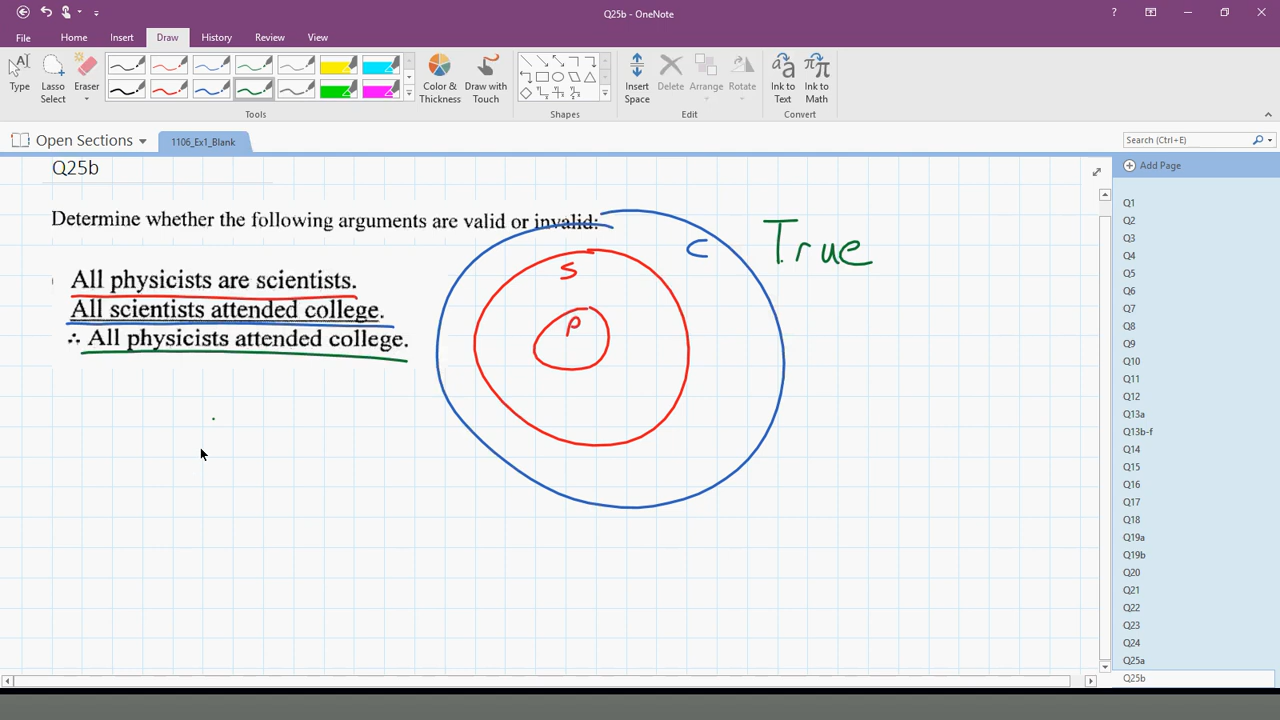 Q25b - OneNote
?
File Home Insert Draw History Review View
Type
Lasso Select
Eraser
Color & Thickness
Draw with Touch
Insert Space
Delete
Arrange
Rotate
Ink to Text
Ink to Math
Tools
Shapes
Edit
Convert
Open Sections
1106_Ex1_Blank
Search (Ctrl+E)
Q25b
Determine whether the following arguments are valid or invalid:
All physicists are scientists.
All scientists attended college.
∴ All physicists attended college.
C
S
P
True
Add Page
Q1
Q2
Q3
Q4
Q5
Q6
Q7
Q8
Q9
Q10
Q11
Q12
Q13a
Q13b-f
Q14
Q15
Q16
Q17
Q18
Q19a
Q19b
Q20
Q21
Q22
Q23
Q24
Q25a
Q25b